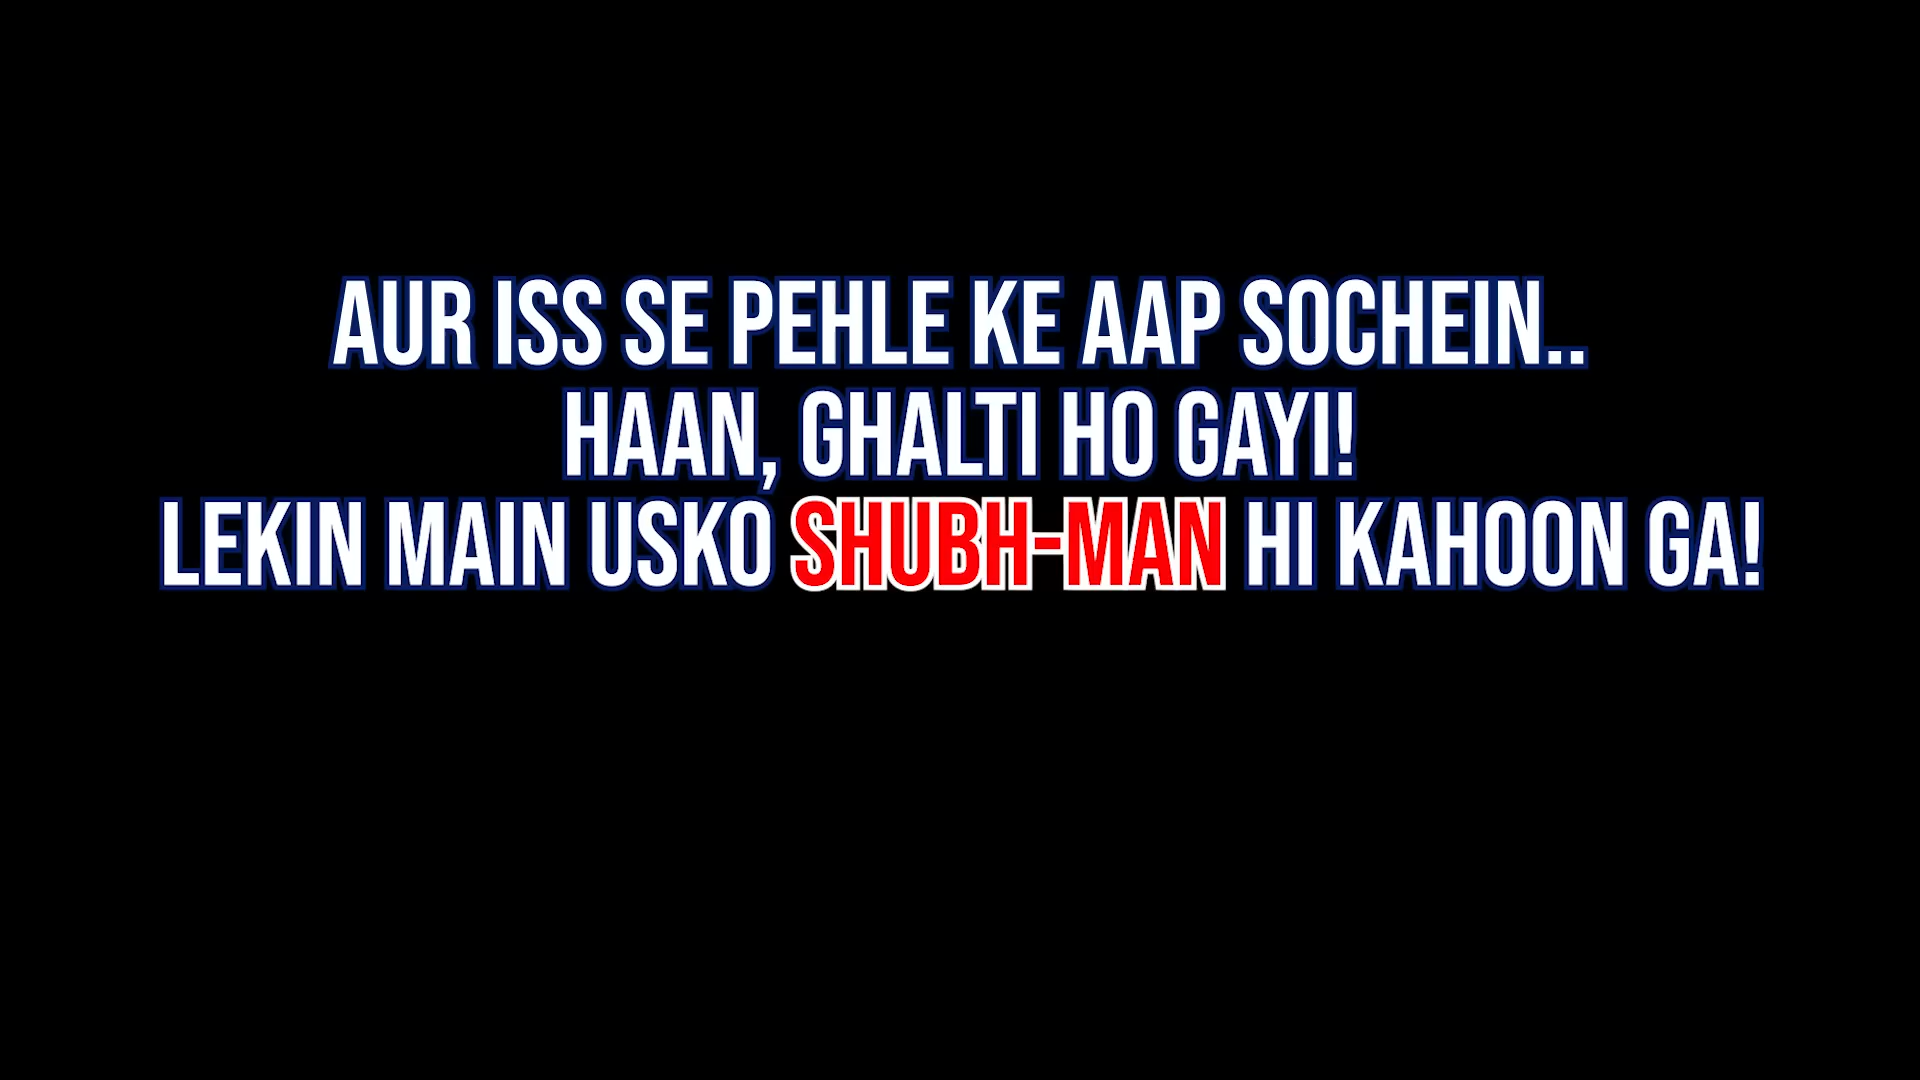 AUR ISS SE PEHLE KE AAP SOCHEIN..
HAAN, GHALTI HO GAYI!
LEKIN MAIN USKO SHUBH-MAN HI KAHOON GA!